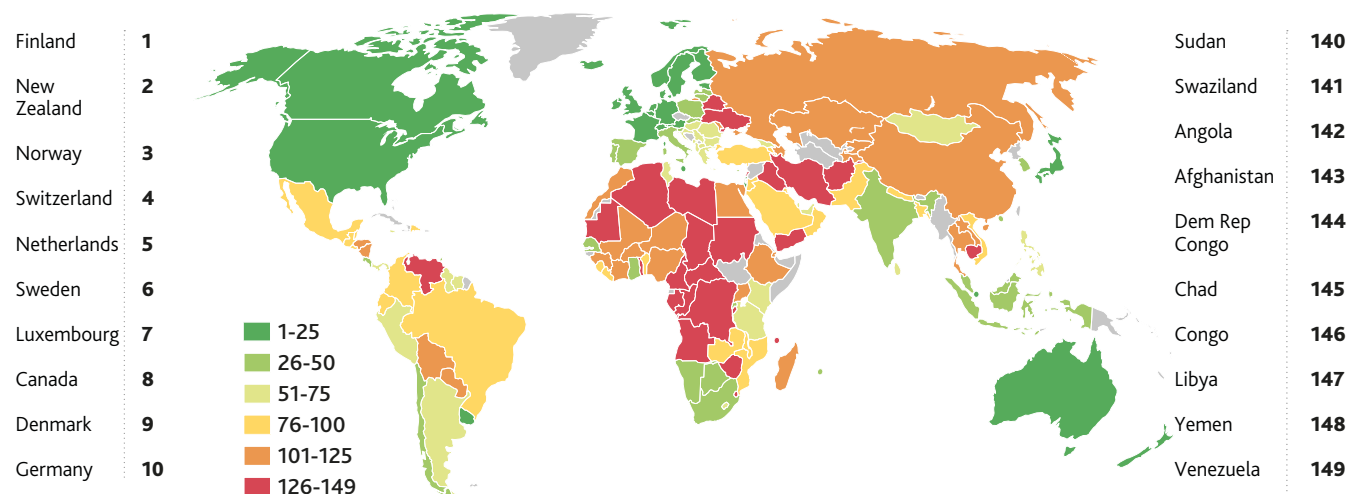 Finland 1
New
Zealand 2
Norway 3
Switzerland 4
Netherlands 5
Sweden 6
Luxembourg 7
Canada 8
Denmark 9
Germany 10
1-25
26-50
51-75
76-100
101-125
126-149
Sudan 140
Swaziland 141
Angola 142
Afghanistan 143
Dem Rep
Congo 144
Chad 145
Congo 146
Libya 147
Yemen 148
Venezuela 149